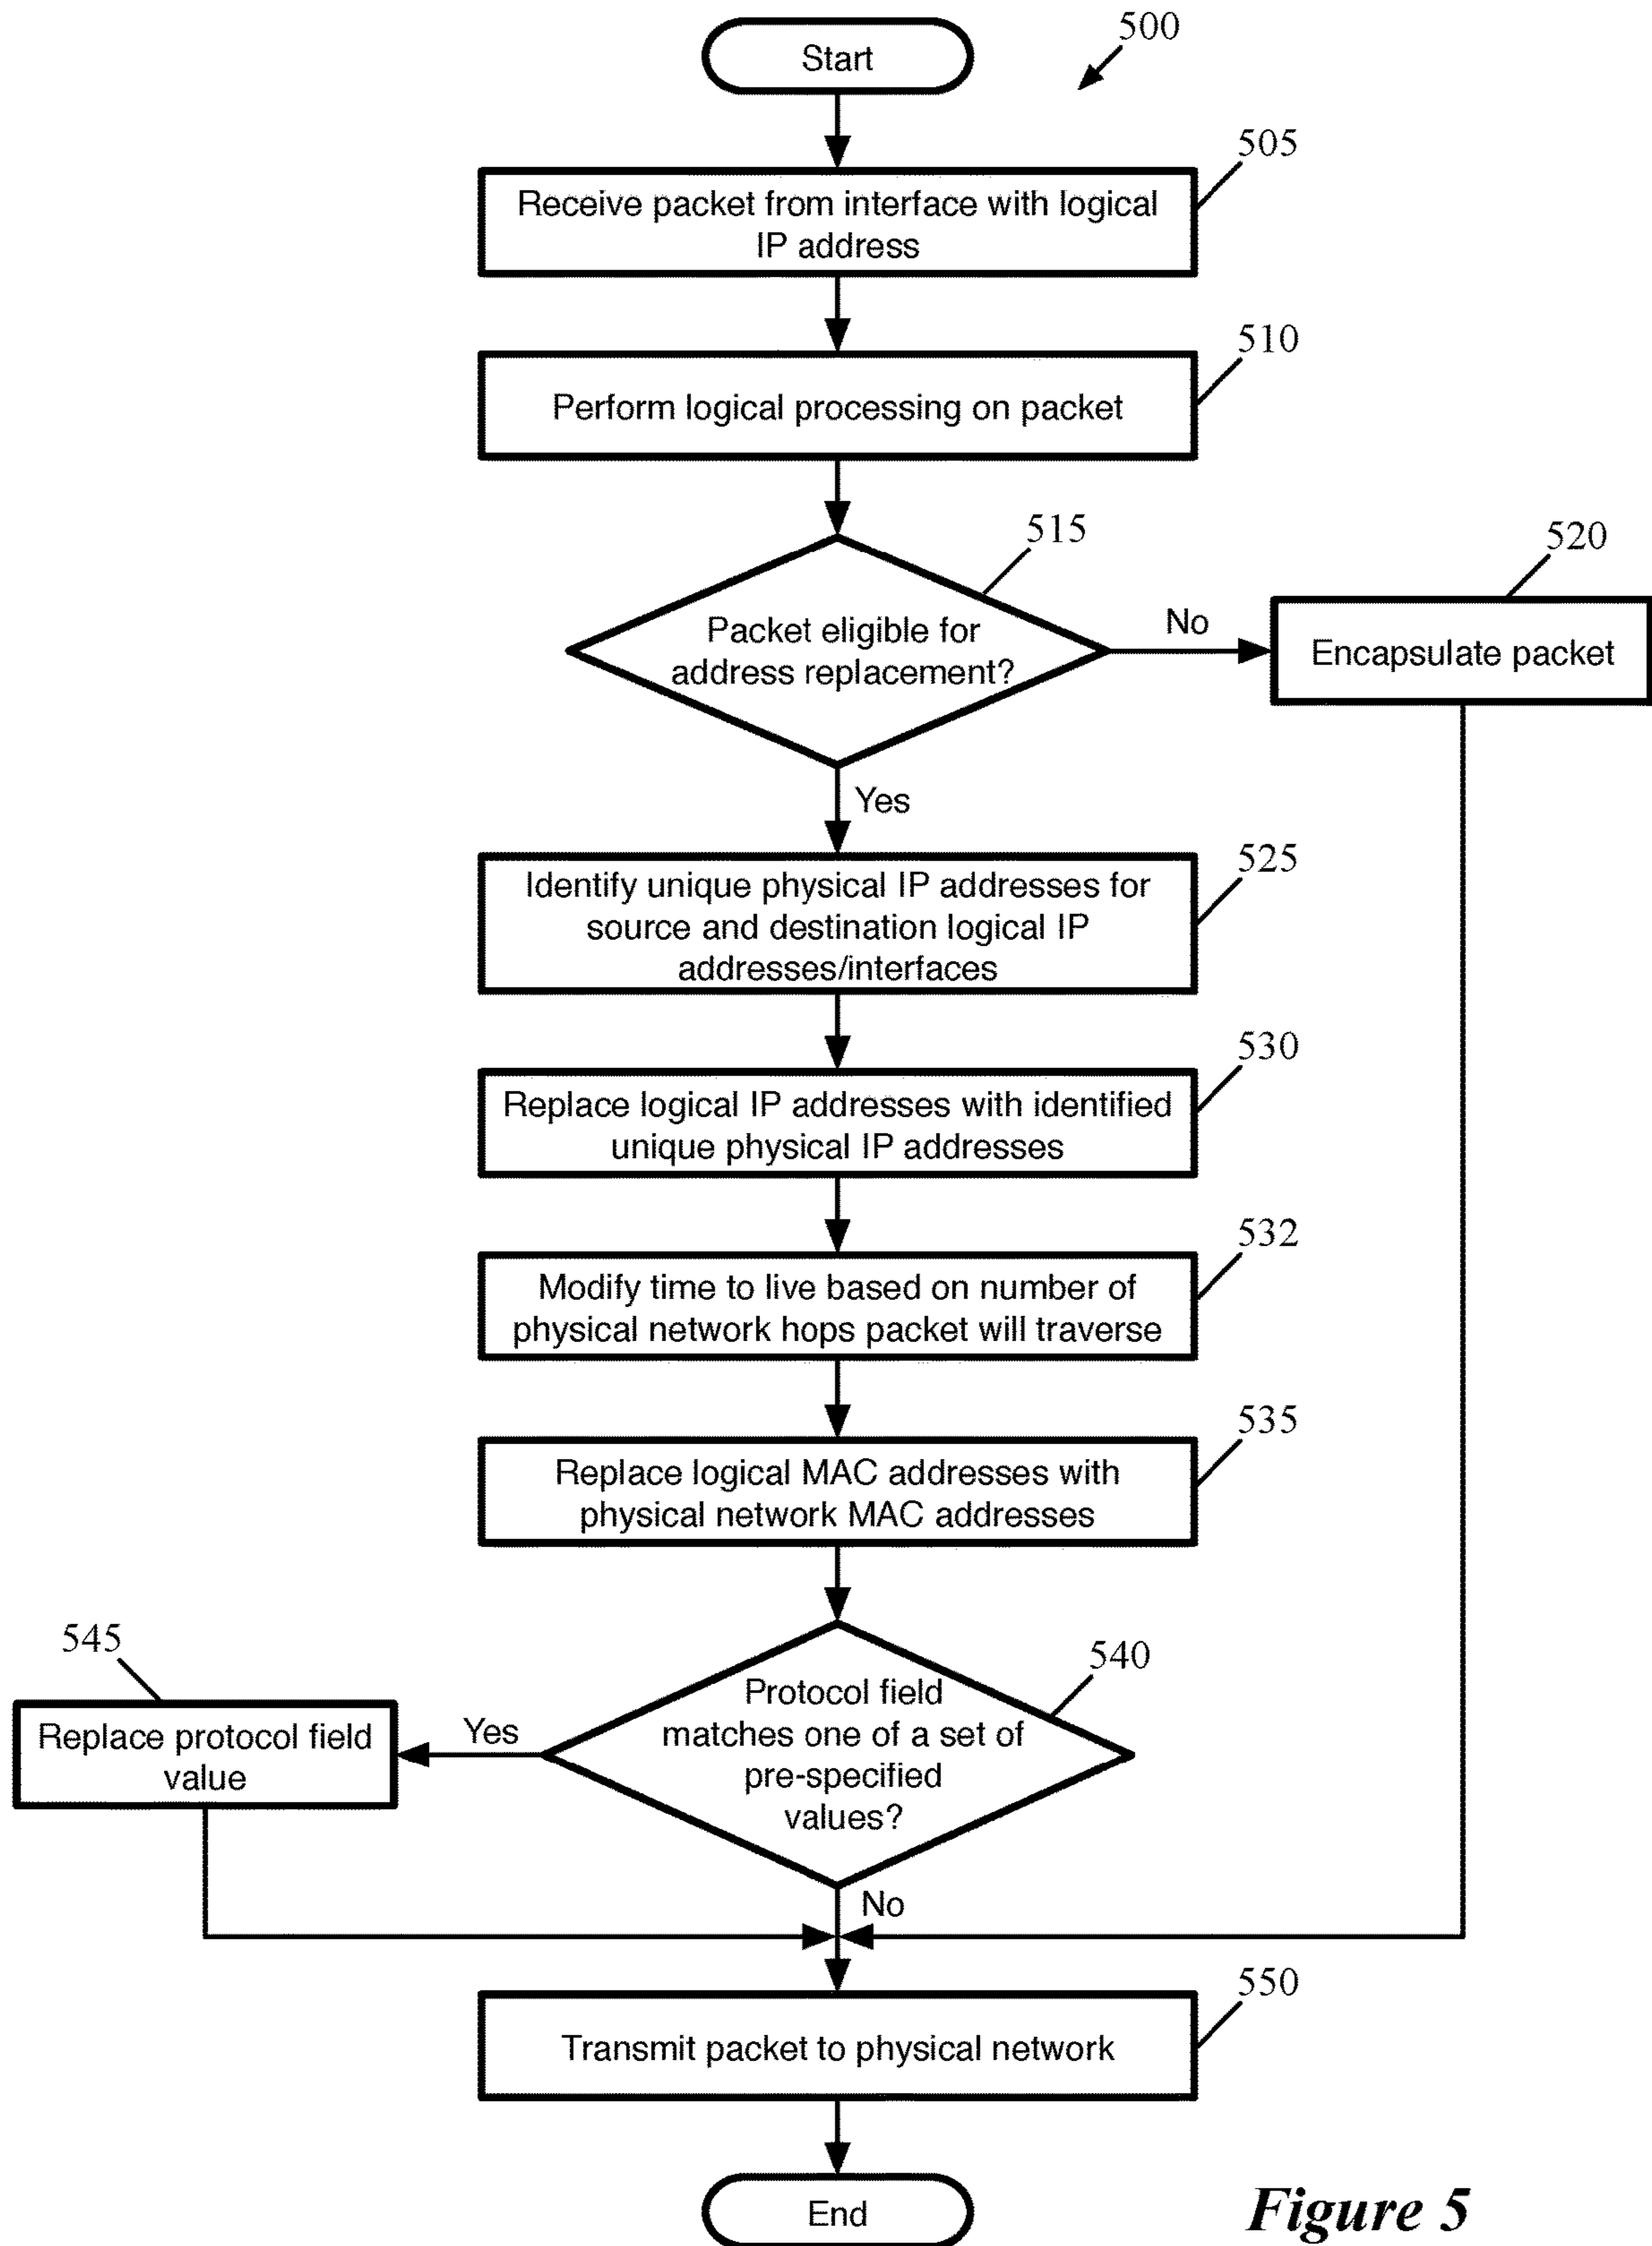 Start
500
505
Receive packet from interface with logical
IP address
510
Perform logical processing on packet
515
520
Packet eligible for
address replacement?
No
Encapsulate packet
Yes
525
Identify unique physical IP addresses for
source and destination logical IP
addresses/interfaces
530
Replace logical IP addresses with identified
unique physical IP addresses
532
Modify time to live based on number of
physical network hops packet will traverse
535
Replace logical MAC addresses with
physical network MAC addresses
545
540
Protocol field
matches one of a set of
pre-specified
values?
Yes
Replace protocol field
value
No
550
Transmit packet to physical network
End
Figure 5